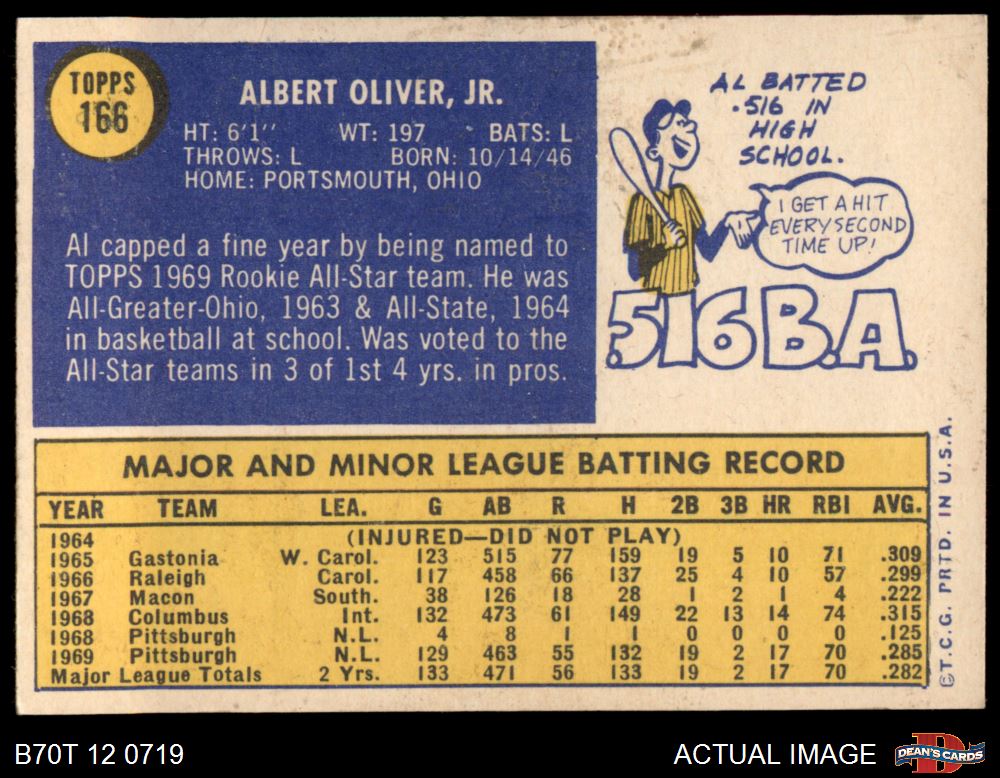 TOPPS
166
ALBERT OLIVER, JR.
HT: 6'1'' WT: 197 BATS: L
THROWS: L BORN: 10/14/46
HOME: PORTSMOUTH, OHIO
Al capped a fine year by being named to
TOPPS 1969 Rookie All-Star team. He was
All-Greater-Ohio, 1963 & All-State, 1964
in basketball at school. Was voted to the
All-Star teams in 3 of 1st 4 yrs. in pros.
AL BATTED
.516 IN
HIGH
SCHOOL.
I GET A HIT
EVERY SECOND
TIME UP!
.516 B.A.
MAJOR AND MINOR LEAGUE BATTING RECORD
YEAR TEAM LEA. G AB R H 2B 3B HR RBI AVG.
1964 (INJURED—DID NOT PLAY)
1965 Gastonia W. Carol. 123 515 77 159 19 5 10 71 .309
1966 Raleigh Carol. 117 458 66 137 25 4 10 57 .299
1967 Macon South. 38 126 18 28 1 2 1 4 .222
1968 Columbus Int. 132 473 61 149 22 13 14 74 .315
1968 Pittsburgh N.L. 4 8 1 1 0 0 0 0 .125
1969 Pittsburgh N.L. 129 463 55 132 19 2 17 70 .285
Major League Totals 2 Yrs. 133 471 56 133 19 2 17 70 .282
©T.C.G. PRTD. IN U.S.A.
B70T 12 0719
ACTUAL IMAGE
DEAN'S CARDS